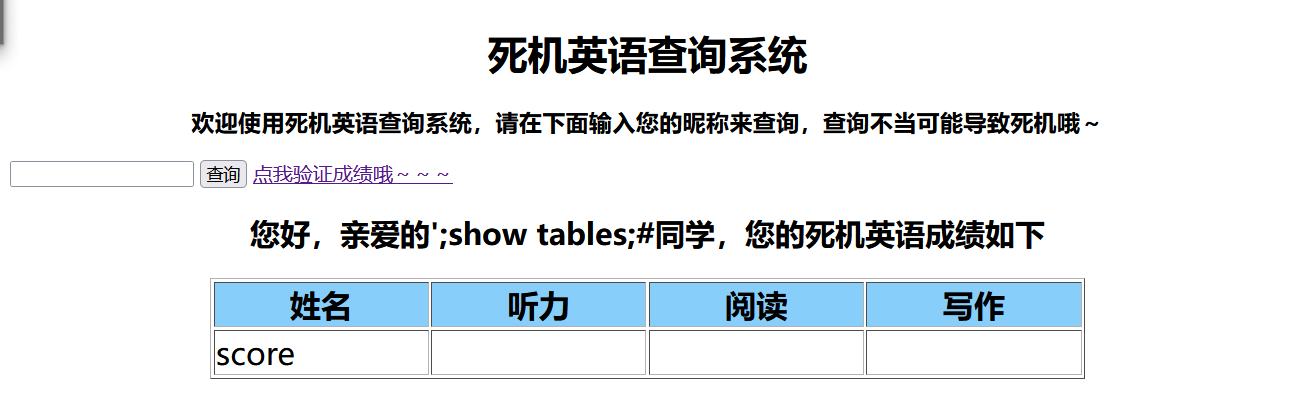 死机英语查询系统
欢迎使用死机英语查询系统，请在下面输入您的昵称来查询，查询不当可能导致死机哦～
查询 点我验证成绩哦～～～
您好，亲爱的';show tables;#同学，您的死机英语成绩如下
姓名 听力 阅读 写作
score